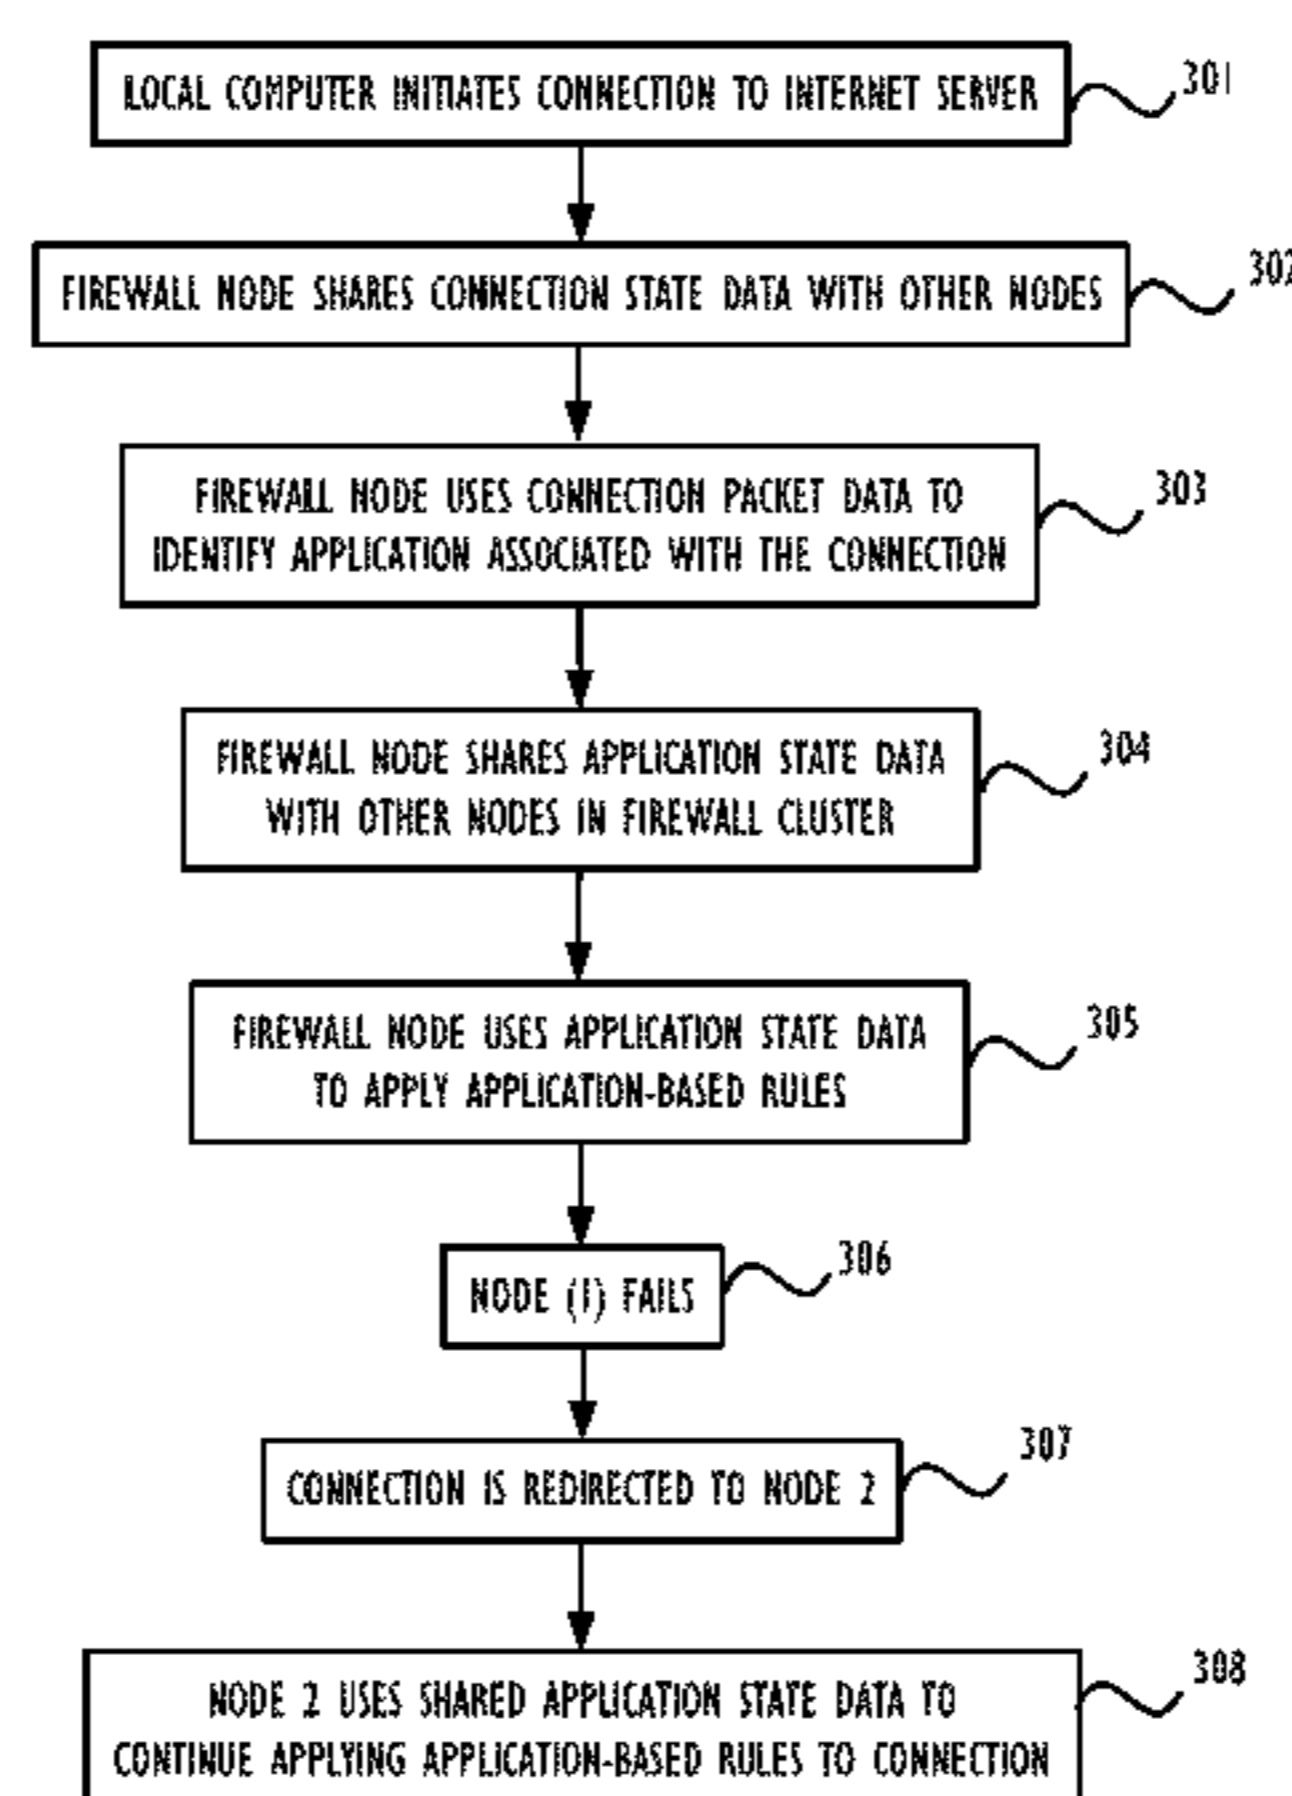 LOCAL COMPUTER INITIATES CONNECTION TO INTERNET SERVER
301
FIREWALL NODE SHARES CONNECTION STATE DATA WITH OTHER NODES
302
FIREWALL NODE USES CONNECTION PACKET DATA TO
IDENTIFY APPLICATION ASSOCIATED WITH THE CONNECTION
303
FIREWALL NODE SHARES APPLICATION STATE DATA
WITH OTHER NODES IN FIREWALL CLUSTER
304
FIREWALL NODE USES APPLICATION STATE DATA
TO APPLY APPLICATION-BASED RULES
305
NODE (1) FAILS
306
CONNECTION IS REDIRECTED TO NODE 2
307
NODE 2 USES SHARED APPLICATION STATE DATA TO
CONTINUE APPLYING APPLICATION-BASED RULES TO CONNECTION
308